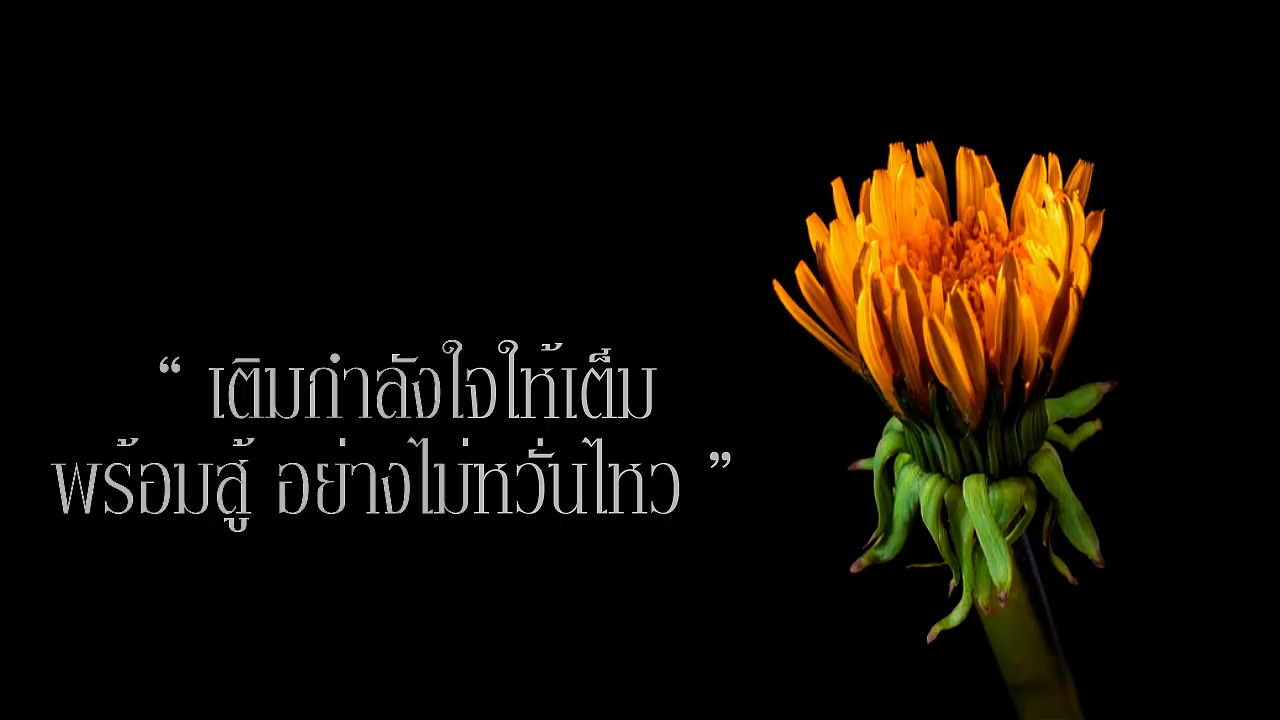 “ เติมกำลังใจให้เต็ม
พร้อมสู้ อย่างไม่หวั่นไหว ”